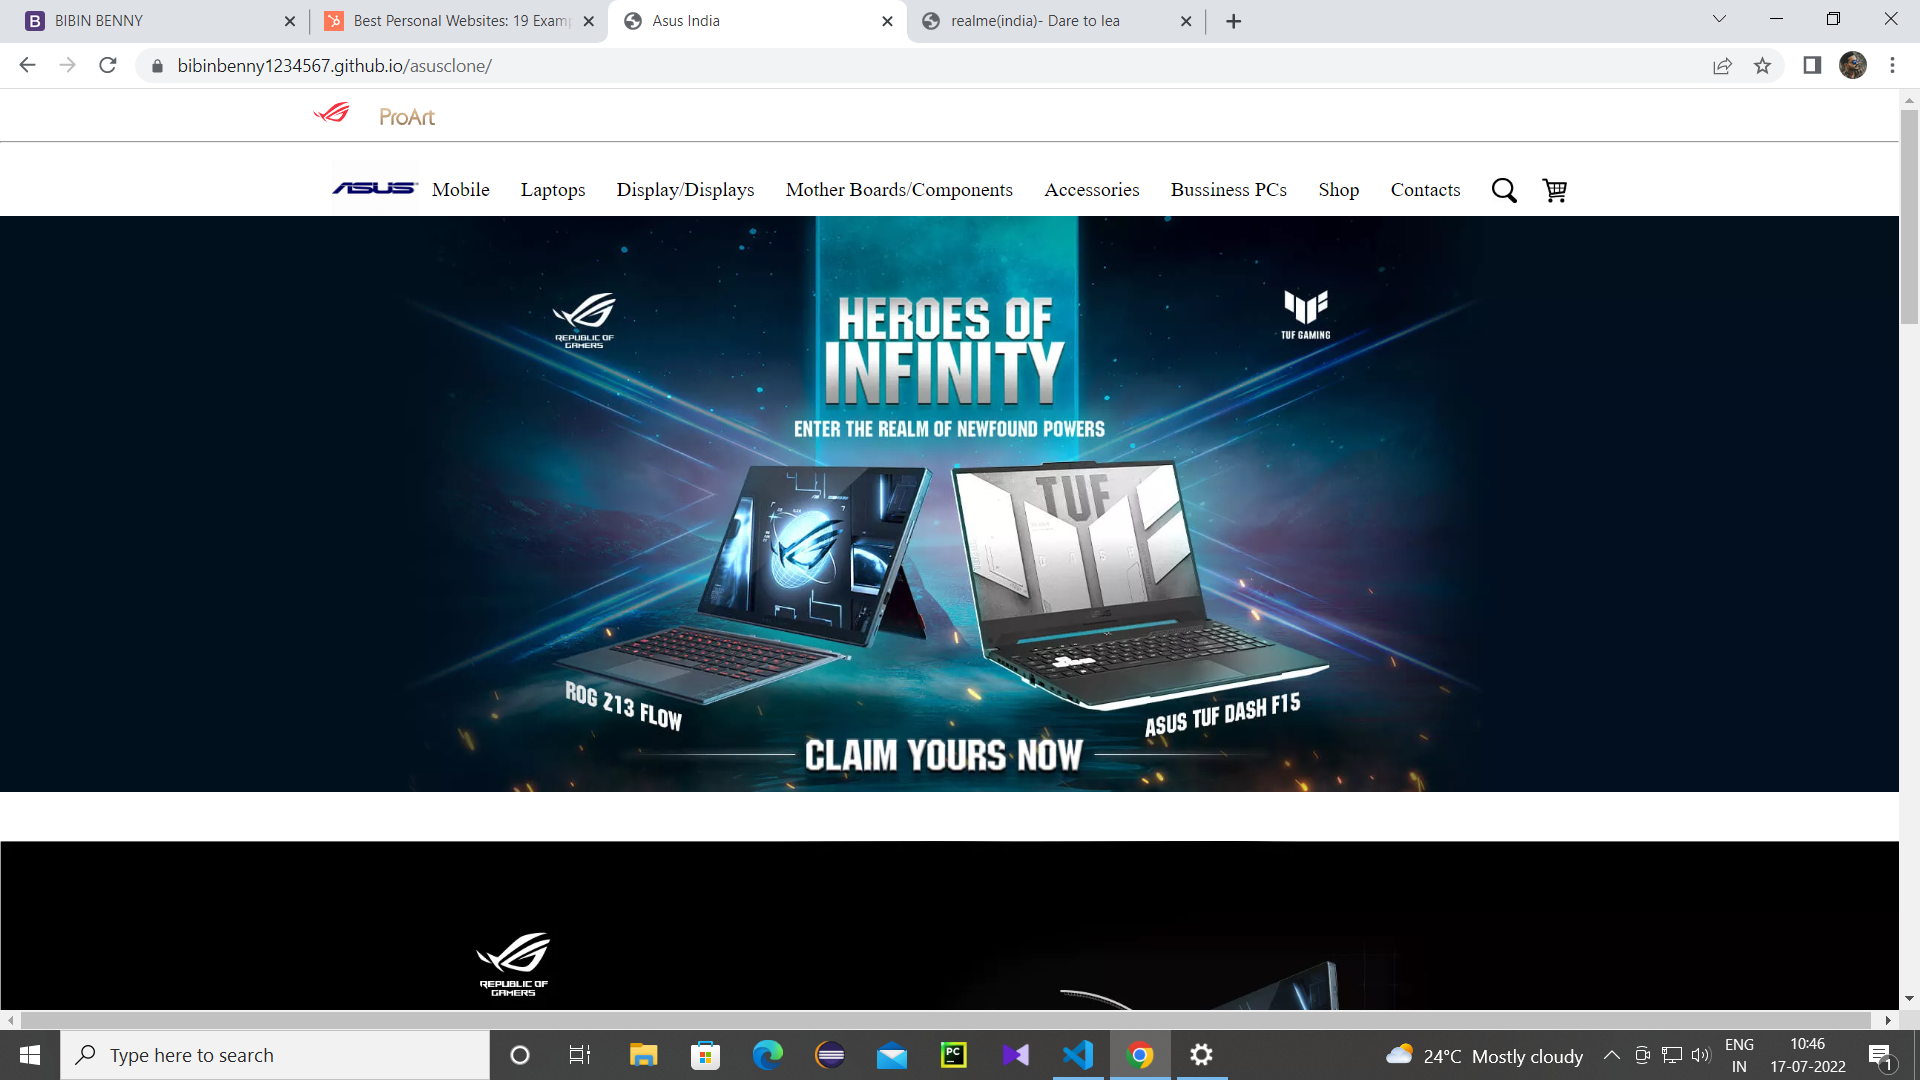 BIBIN BENNY
Best Personal Websites: 19 Examp
Asus India
realme(india)- Dare to lea
bibinbenny1234567.github.io/asusclone/
ProArt
ASUS Mobile Laptops Display/Displays Mother Boards/Components Accessories Bussiness PCs Shop Contacts
REPUBLIC OF
GAMERS
HEROES OF
INFINITY
TUF GAMING
ENTER THE REALM OF NEWFOUND POWERS
TUF
ROG Z13 FLOW
ASUS TUF DASH F15
CLAIM YOURS NOW
REPUBLIC OF
GAMERS
Type here to search
PC
24°C Mostly cloudy
ENG
IN
10:46
17-07-2022
1